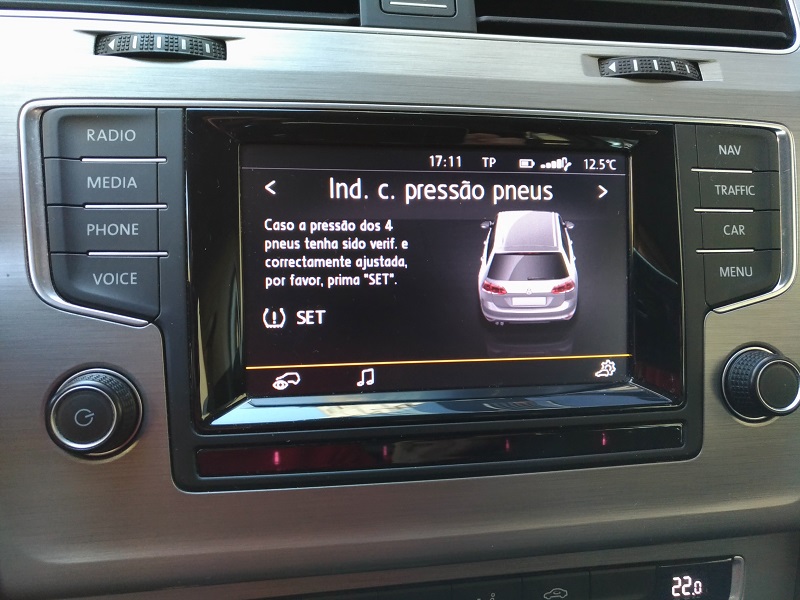 RADIO
MEDIA
PHONE
VOICE
17:11 TP 12.5°C
< Ind. c. pressão pneus >
Caso a pressão dos 4
pneus tenha sido verif. e
correctamente ajustada,
por favor, prima "SET".
(!) SET
NAV
TRAFFIC
CAR
MENU
22.0